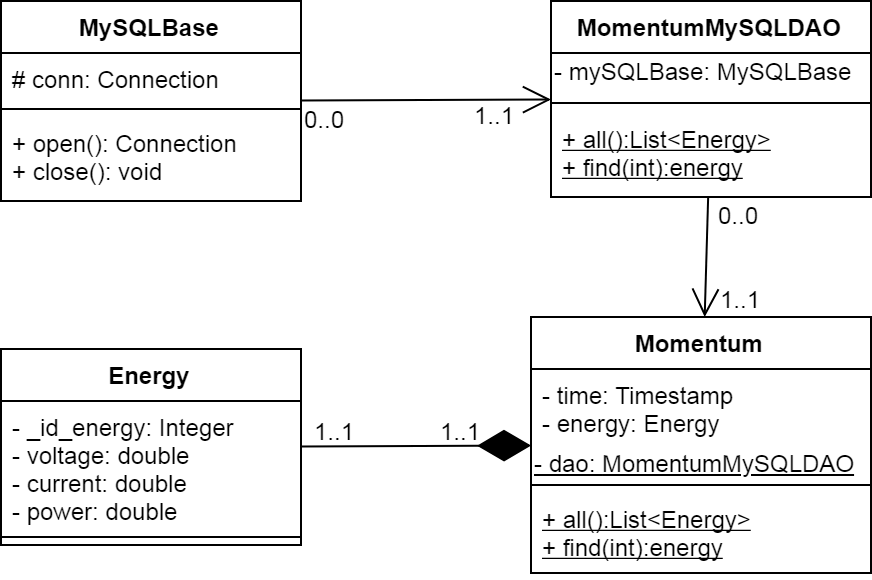 MySQLBase
# conn: Connection
+ open(): Connection
+ close(): void
0..0
1..1
MomentumMySQLDAO
- mySQLBase: MySQLBase
+ all():List<Energy>
+ find(int):energy
0..0
1..1
Energy
- _id_energy: Integer
- voltage: double
- current: double
- power: double
1..1
1..1
Momentum
- time: Timestamp
- energy: Energy
- dao: MomentumMySQLDAO
+ all():List<Energy>
+ find(int):energy